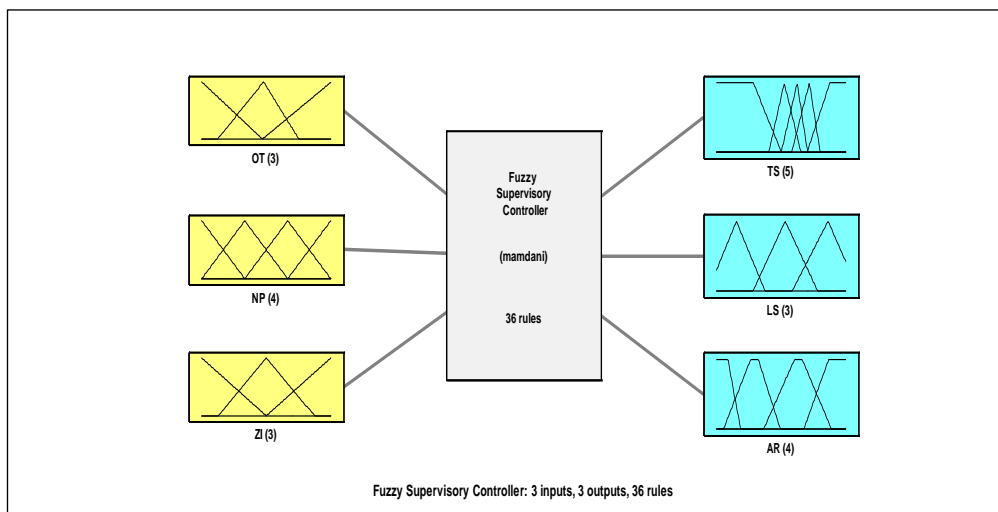 OT (3)
NP (4)
ZI (3)
Fuzzy
Supervisory
Controller
(mamdani)
36 rules
TS (5)
LS (3)
AR (4)
Fuzzy Supervisory Controller: 3 inputs, 3 outputs, 36 rules